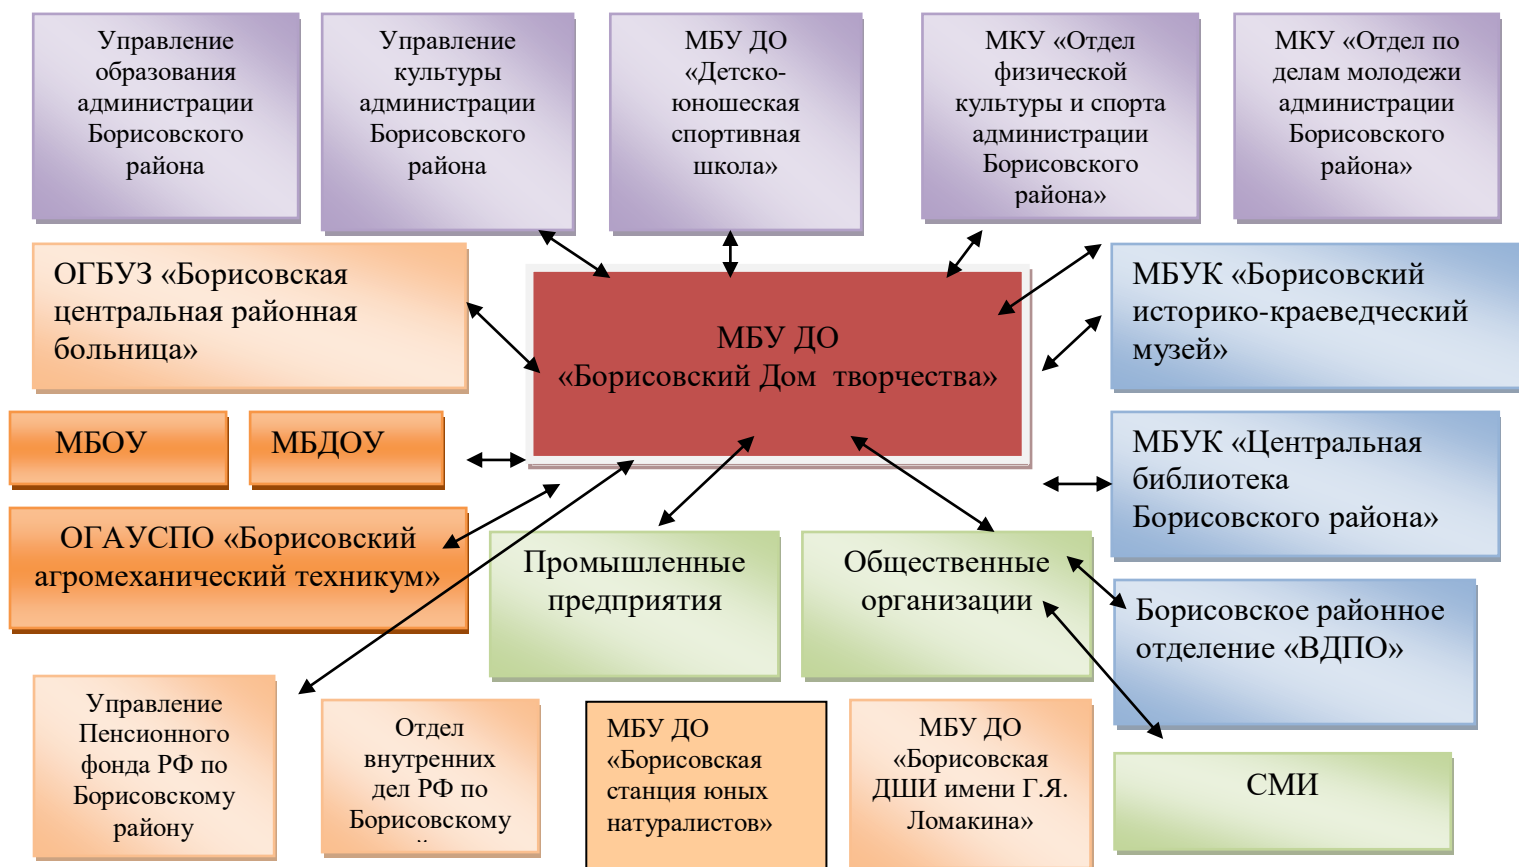 Управление
образования
администрации
Борисовского
района
Управление
культуры
администрации
Борисовского
района
МБУ ДО
«Детско-
юношеская
спортивная
школа»
МКУ «Отдел
физической
культуры и спорта
администрации
Борисовского
района»
МКУ «Отдел по
делам молодежи
администрации
Борисовского
района»
ОГБУЗ «Борисовская
центральная районная
больница»
МБУ ДО
«Борисовский Дом творчества»
МБУК «Борисовский
историко-краеведческий
музей»
МБОУ
МБДОУ
МБУК «Центральная
библиотека
Борисовского района»
ОГАУСПО «Борисовский
агромеханический техникум»
Промышленные
предприятия
Общественные
организации
Борисовское районное
отделение «ВДПО»
Управление
Пенсионного
фонда РФ по
Борисовскому
району
Отдел
внутренних
дел РФ по
Борисовскому
МБУ ДО
«Борисовская
станция юных
натуралистов»
МБУ ДО
«Борисовская
ДШИ имени Г.Я.
Ломакина»
СМИ